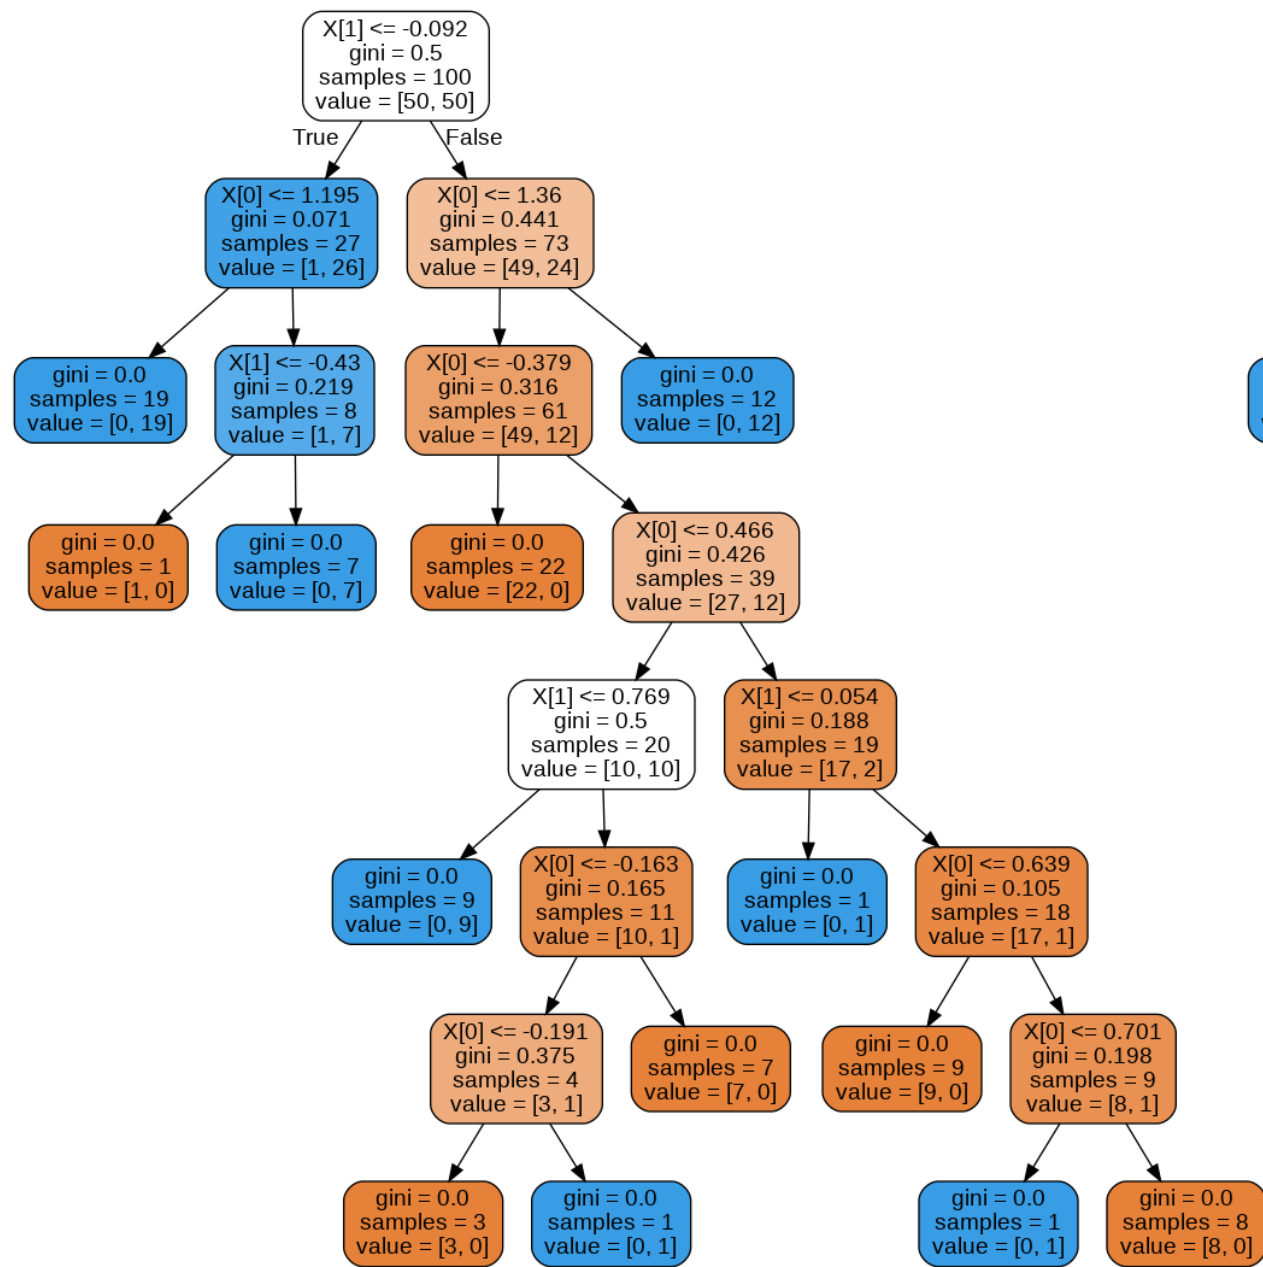 X[1] <= -0.092
gini = 0.5
samples = 100
value = [50, 50]
True
False
X[0] <= 1.195
gini = 0.071
samples = 27
value = [1, 26]
X[0] <= 1.36
gini = 0.441
samples = 73
value = [49, 24]
gini = 0.0
samples = 19
value = [0, 19]
X[1] <= -0.43
gini = 0.219
samples = 8
value = [1, 7]
X[0] <= -0.379
gini = 0.316
samples = 61
value = [49, 12]
gini = 0.0
samples = 12
value = [0, 12]
gini = 0.0
samples = 1
value = [1, 0]
gini = 0.0
samples = 7
value = [0, 7]
gini = 0.0
samples = 22
value = [22, 0]
X[0] <= 0.466
gini = 0.426
samples = 39
value = [27, 12]
X[1] <= 0.769
gini = 0.5
samples = 20
value = [10, 10]
X[1] <= 0.054
gini = 0.188
samples = 19
value = [17, 2]
gini = 0.0
samples = 9
value = [0, 9]
X[0] <= -0.163
gini = 0.165
samples = 11
value = [10, 1]
gini = 0.0
samples = 1
value = [0, 1]
X[0] <= 0.639
gini = 0.105
samples = 18
value = [17, 1]
X[0] <= -0.191
gini = 0.375
samples = 4
value = [3, 1]
gini = 0.0
samples = 7
value = [7, 0]
gini = 0.0
samples = 9
value = [9, 0]
X[0] <= 0.701
gini = 0.198
samples = 9
value = [8, 1]
gini = 0.0
samples = 3
value = [3, 0]
gini = 0.0
samples = 1
value = [0, 1]
gini = 0.0
samples = 1
value = [0, 1]
gini = 0.0
samples = 8
value = [8, 0]